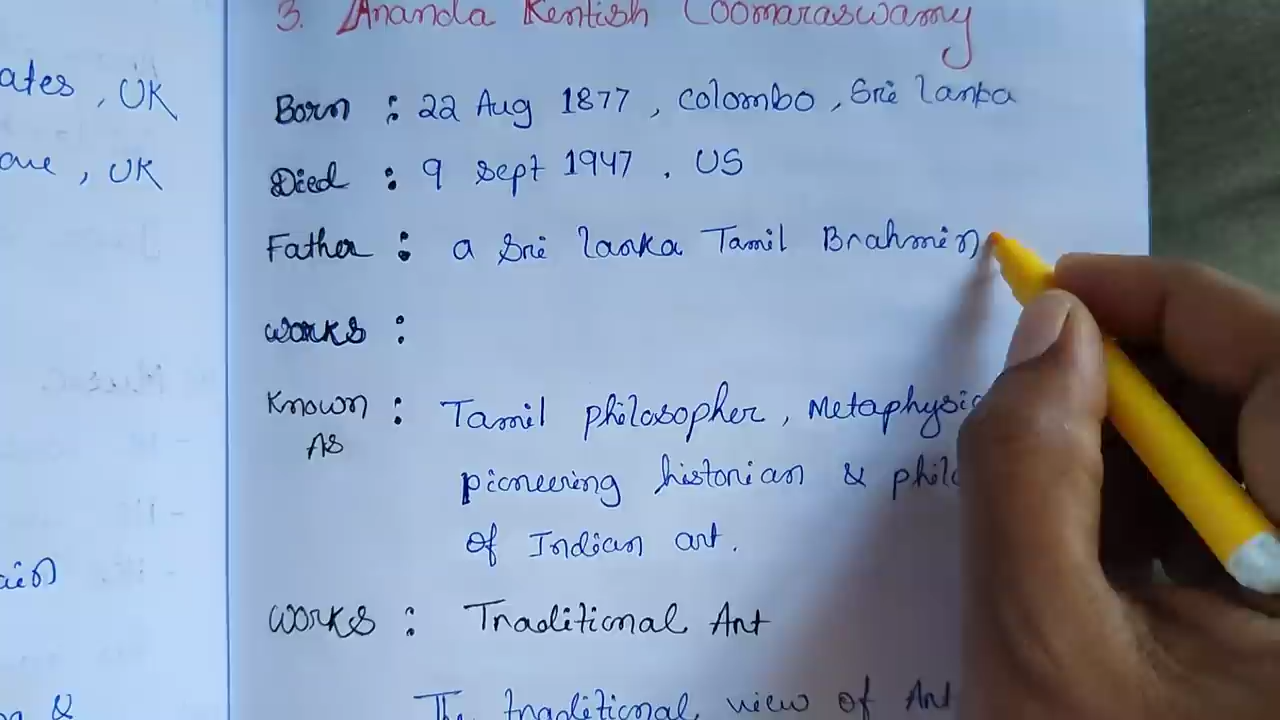 3. Ananda Kentish Coomaraswamy
Born : 22 Aug 1877 , Colombo , Sri lanka
Died : 9 Sept 1947 . US
Father : a Sri lanka Tamil Brahmin
works :
Known As : Tamil philosopher , Metaphysic
pioneering historian & philo
of Indian art.
Works : Traditional Art
The traditional view of Art
ates , UK
, UK
&